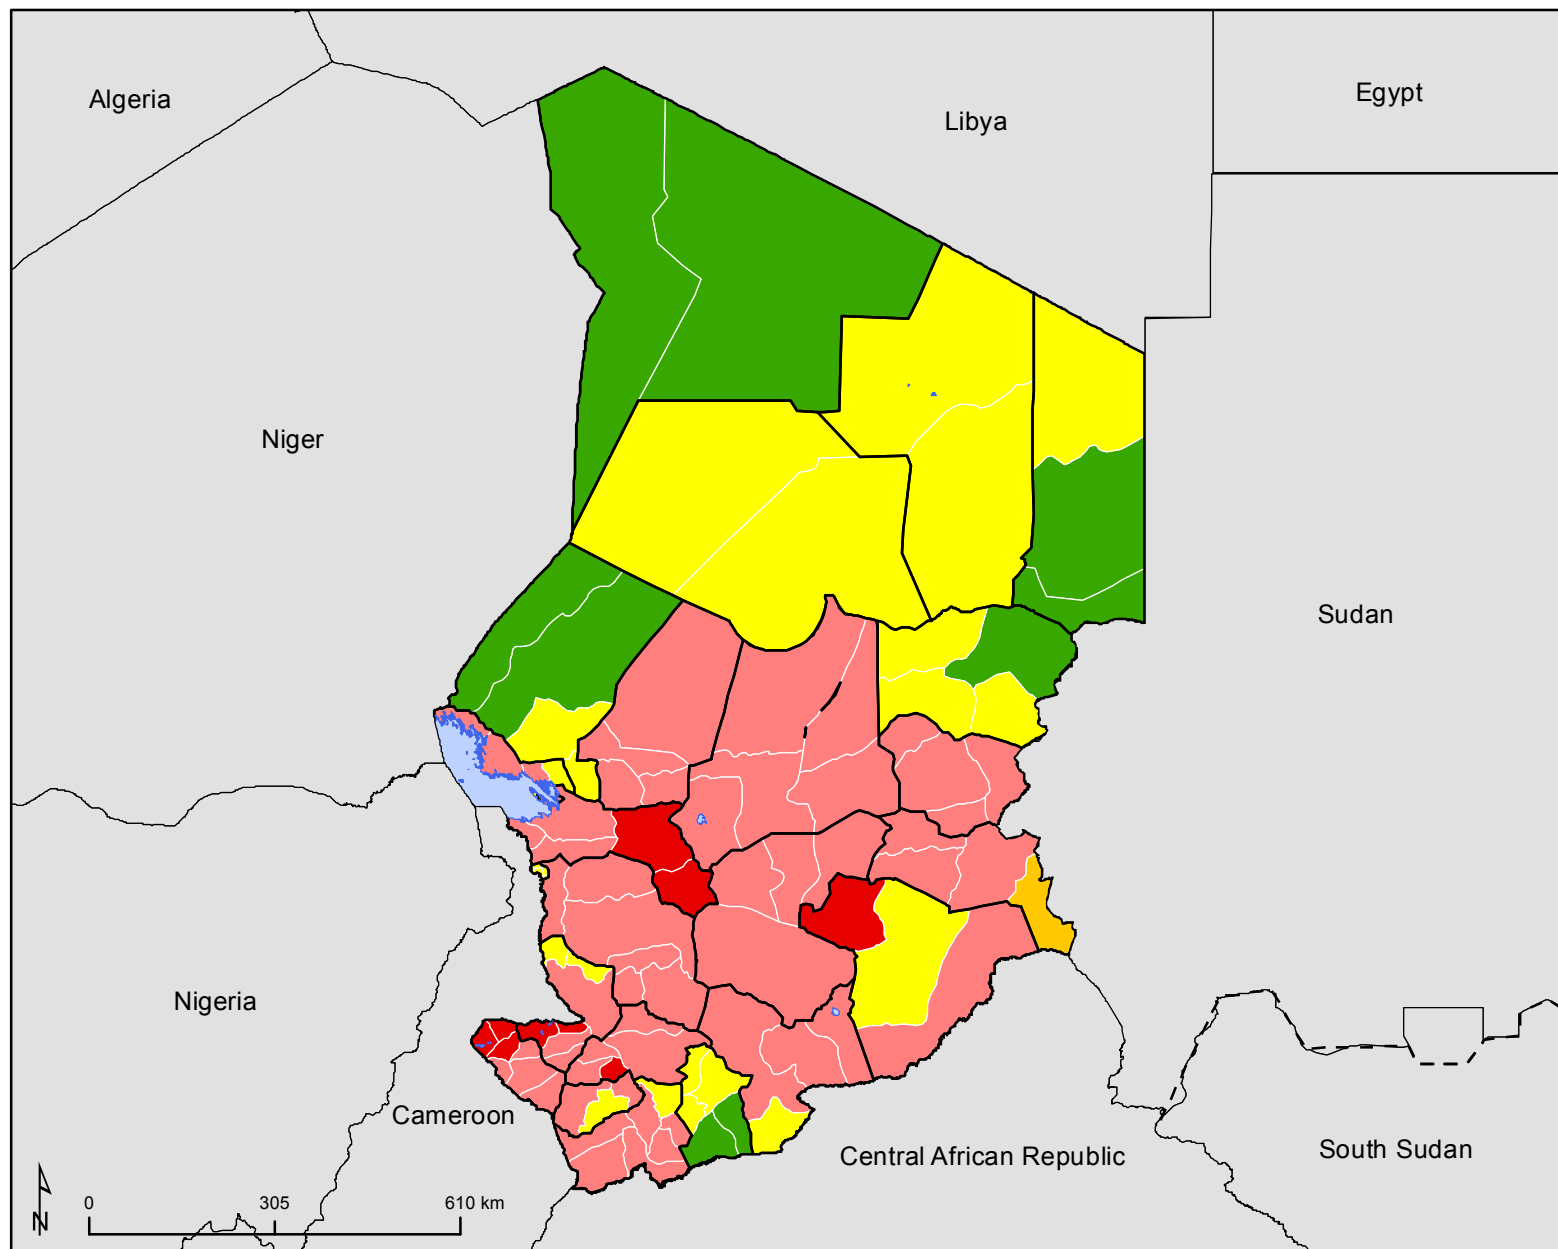 Egypt
Algeria
Libya
Niger
Sudan
Nigeria
Cameroon
South Sudan
Central African Republic
N
0 305 610 km